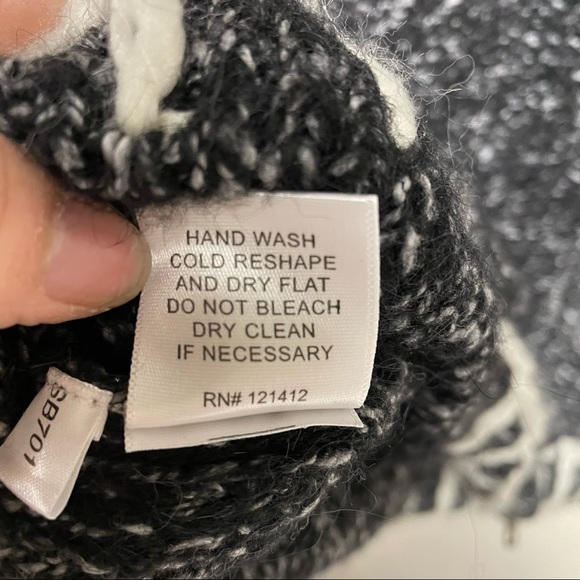 HAND WASH
COLD RESHAPE
AND DRY FLAT
DO NOT BLEACH
DRY CLEAN
IF NECESSARY
RN# 121412
SB701